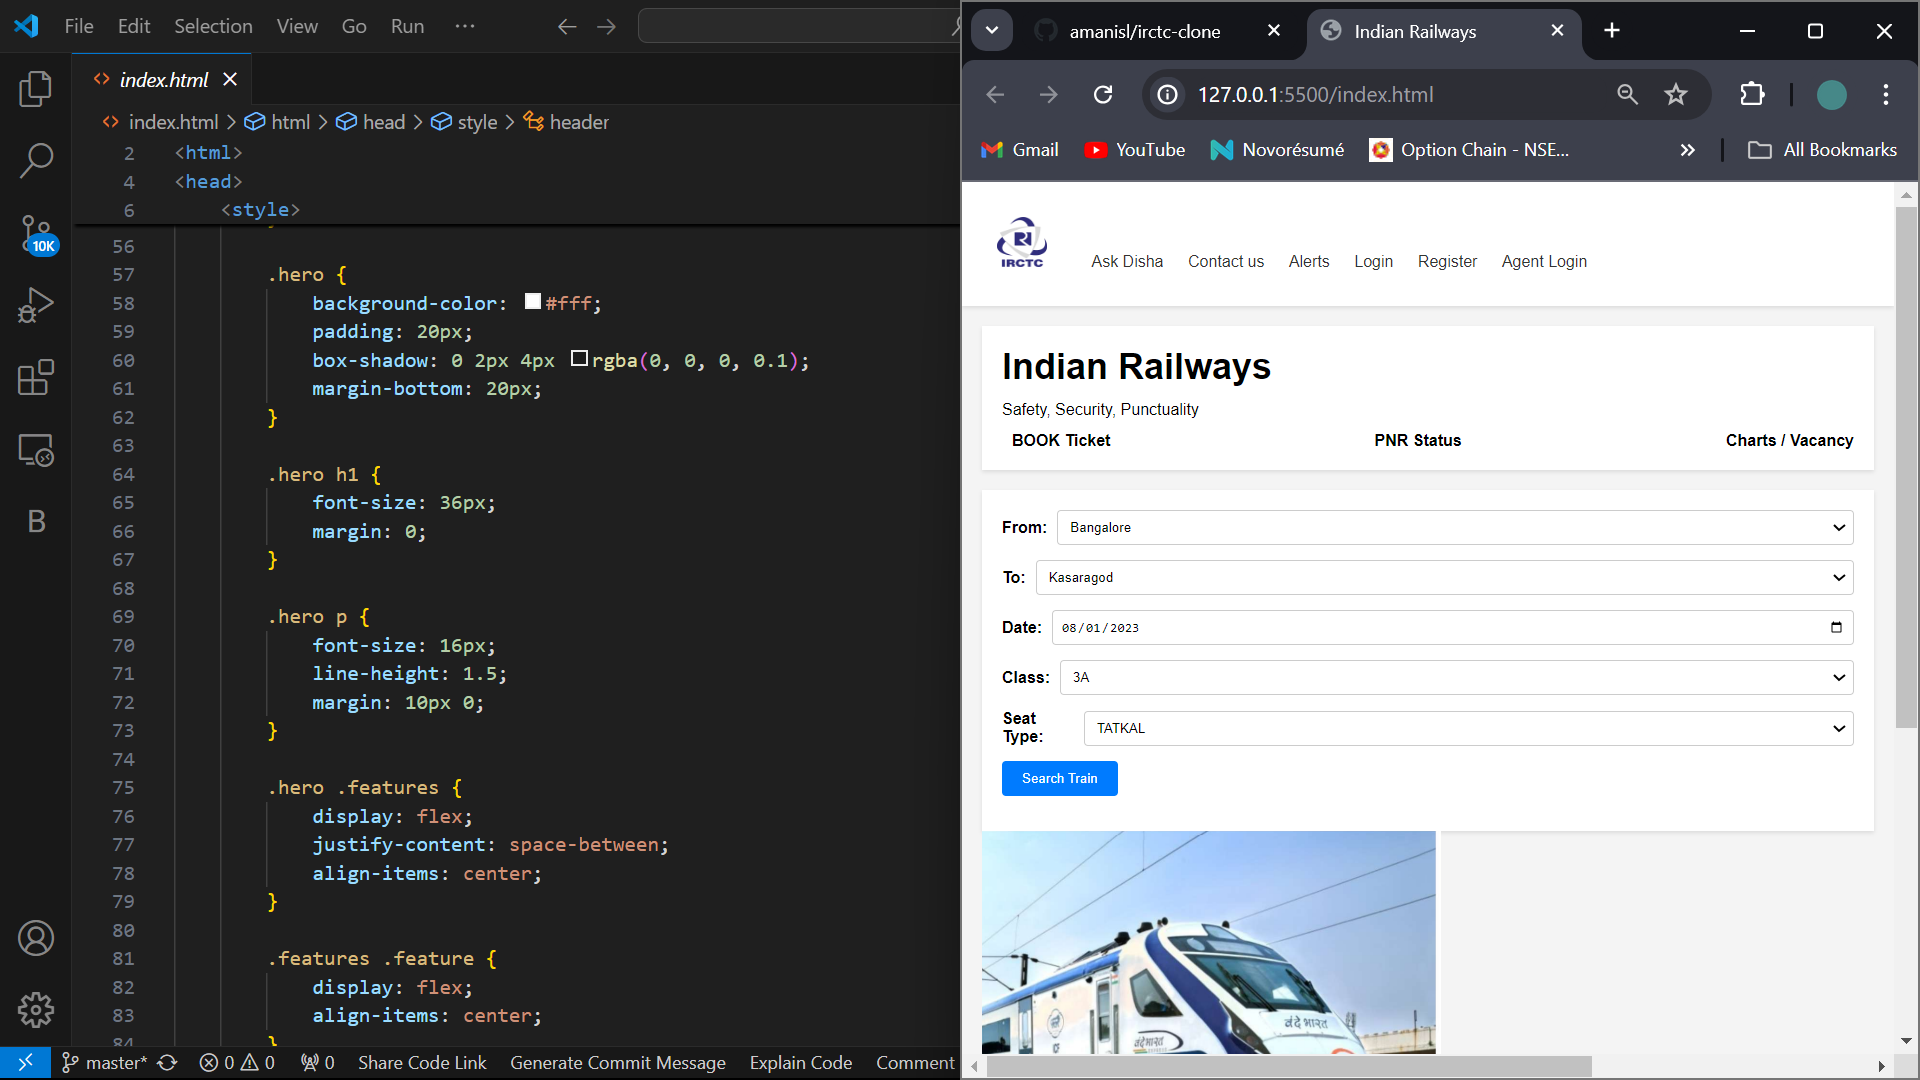 File Edit Selection View Go Run ···
index.html
index.html > html > head > style > header
2 <html>
4 <head>
6 <style>
56
57 .hero {
58 background-color: #fff;
59 padding: 20px;
60 box-shadow: 0 2px 4px rgba(0, 0, 0, 0.1);
61 margin-bottom: 20px;
62 }
63
64 .hero h1 {
65 font-size: 36px;
66 margin: 0;
67 }
68
69 .hero p {
70 font-size: 16px;
71 line-height: 1.5;
72 margin: 10px 0;
73 }
74
75 .hero .features {
76 display: flex;
77 justify-content: space-between;
78 align-items: center;
79 }
80
81 .features .feature {
82 display: flex;
83 align-items: center;
84 }
10K
B
master* 0 0 0 Share Code Link Generate Commit Message Explain Code Comment
amanisl/irctc-clone
Indian Railways
127.0.0.1:5500/index.html
Gmail YouTube Novorésumé Option Chain - NSE... » All Bookmarks
IRCTC
Ask Disha Contact us Alerts Login Register Agent Login
Indian Railways
Safety, Security, Punctuality
BOOK Ticket PNR Status Charts / Vacancy
From: Bangalore
To: Kasaragod
Date: 08/01/2023
Class: 3A
Seat
Type: TATKAL
Search Train
वंदे भारत
वंदेभारत